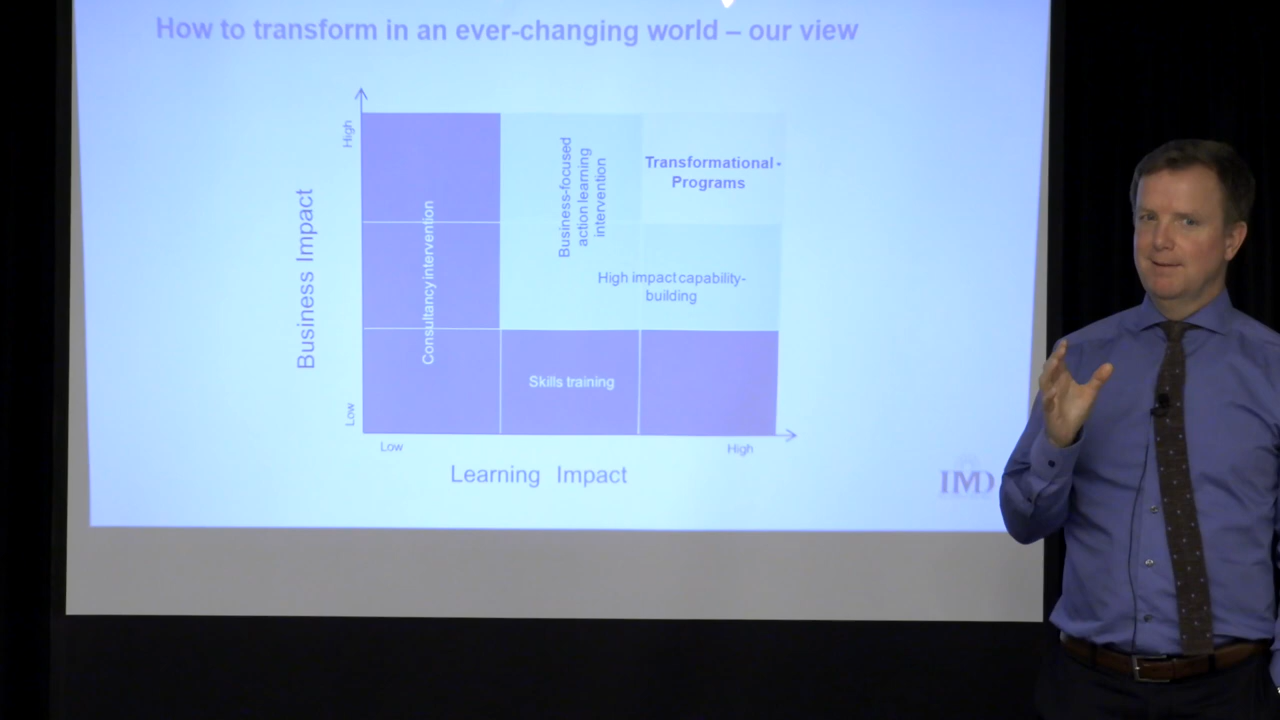 How to transform in an ever-changing world – our view
High
Business Impact
Low
Consultancy intervention
Business-focused
action learning
intervention
Transformational-
Programs
High impact capability-
building
Skills training
Low
High
Learning Impact
IMD